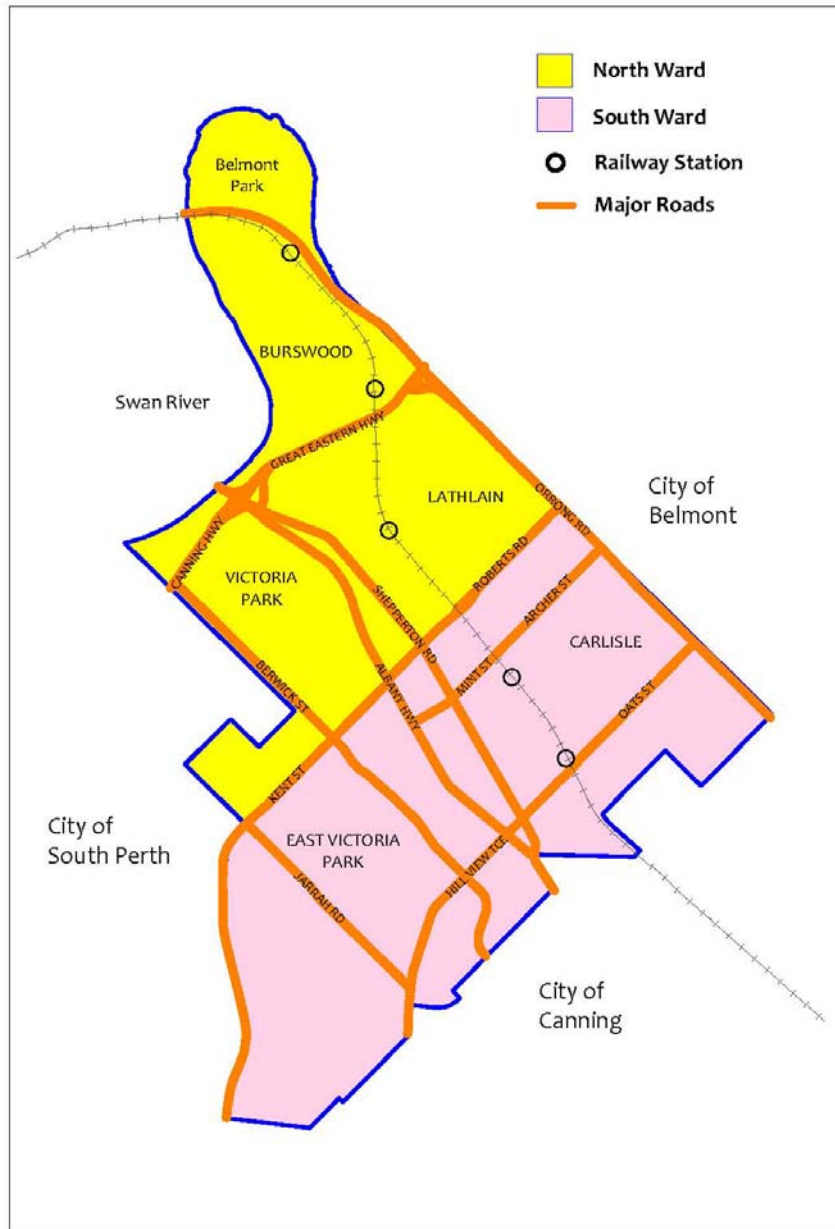 North Ward
South Ward
Railway Station
Major Roads
Belmont
Park
BURSWOOD
Swan River
GREAT EASTERN HWY
LATHLAIN
ORRONG RD
City of
Belmont
CANNING HWY
VICTORIA
PARK
SHEPPERTON RD
ROBERTS RD
ARCHER ST
CARLISLE
BERWICK ST
ALBANY HWY
MINT ST
OATS ST
KENT ST
City of
South Perth
EAST VICTORIA
PARK
JARRAH RD
HILL VIEW TCE
City of
Canning